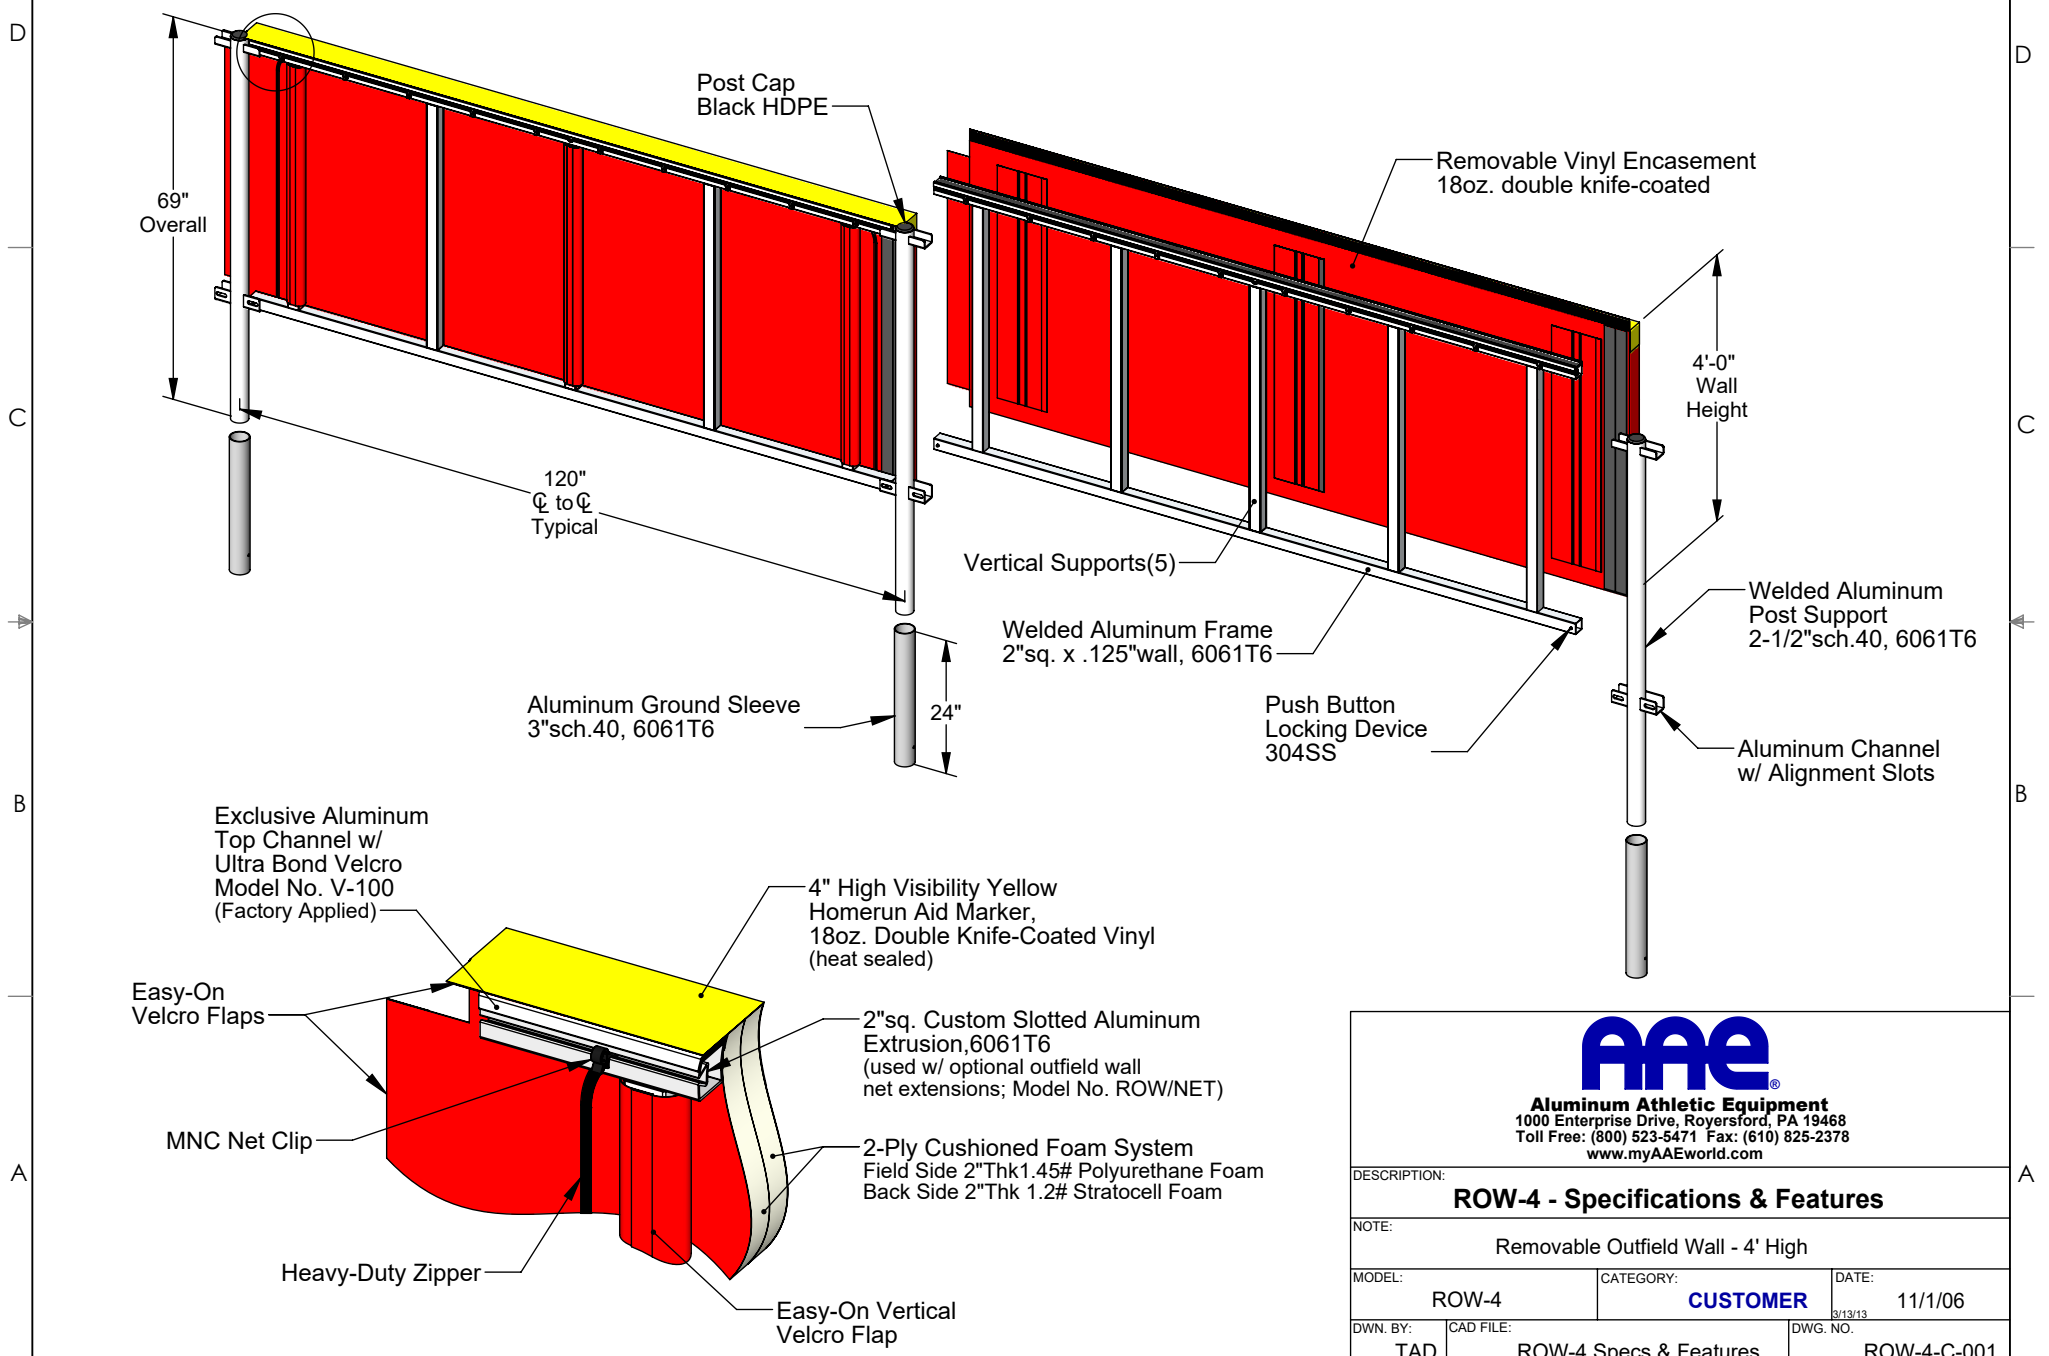 D
D
Post Cap
Black HDPE
Removable Vinyl Encasement
18oz. double knife-coated
69"
Overall
4'-0"
Wall
Height
C
C
120"
℄ to ℄
Typical
Vertical Supports(5)
Welded Aluminum
Post Support
2-1/2"sch.40, 6061T6
Welded Aluminum Frame
2"sq. x .125"wall, 6061T6
Aluminum Ground Sleeve
3"sch.40, 6061T6
24"
Push Button
Locking Device
304SS
Aluminum Channel
w/ Alignment Slots
B
B
Exclusive Aluminum
Top Channel w/
Ultra Bond Velcro
Model No. V-100
(Factory Applied)
4" High Visibility Yellow
Homerun Aid Marker,
18oz. Double Knife-Coated Vinyl
(heat sealed)
Easy-On
Velcro Flaps
2"sq. Custom Slotted Aluminum
Extrusion,6061T6
(used w/ optional outfield wall
net extensions; Model No. ROW/NET)
MNC Net Clip
2-Ply Cushioned Foam System
Field Side 2"Thk1.45# Polyurethane Foam
Back Side 2"Thk 1.2# Stratocell Foam
A
A
Heavy-Duty Zipper
Easy-On Vertical
Velcro Flap
AAE®
Aluminum Athletic Equipment
1000 Enterprise Drive, Royersford, PA 19468
Toll Free: (800) 523-5471 Fax: (610) 825-2378
www.myAAEworld.com
DESCRIPTION:
ROW-4 - Specifications & Features
NOTE:
Removable Outfield Wall - 4' High
MODEL:
ROW-4
CATEGORY:
CUSTOMER
DATE:
3/13/13
11/1/06
DWN. BY:
TAD
CAD FILE:
ROW-4 Specs & Features
DWG. NO.
ROW-4-C-001